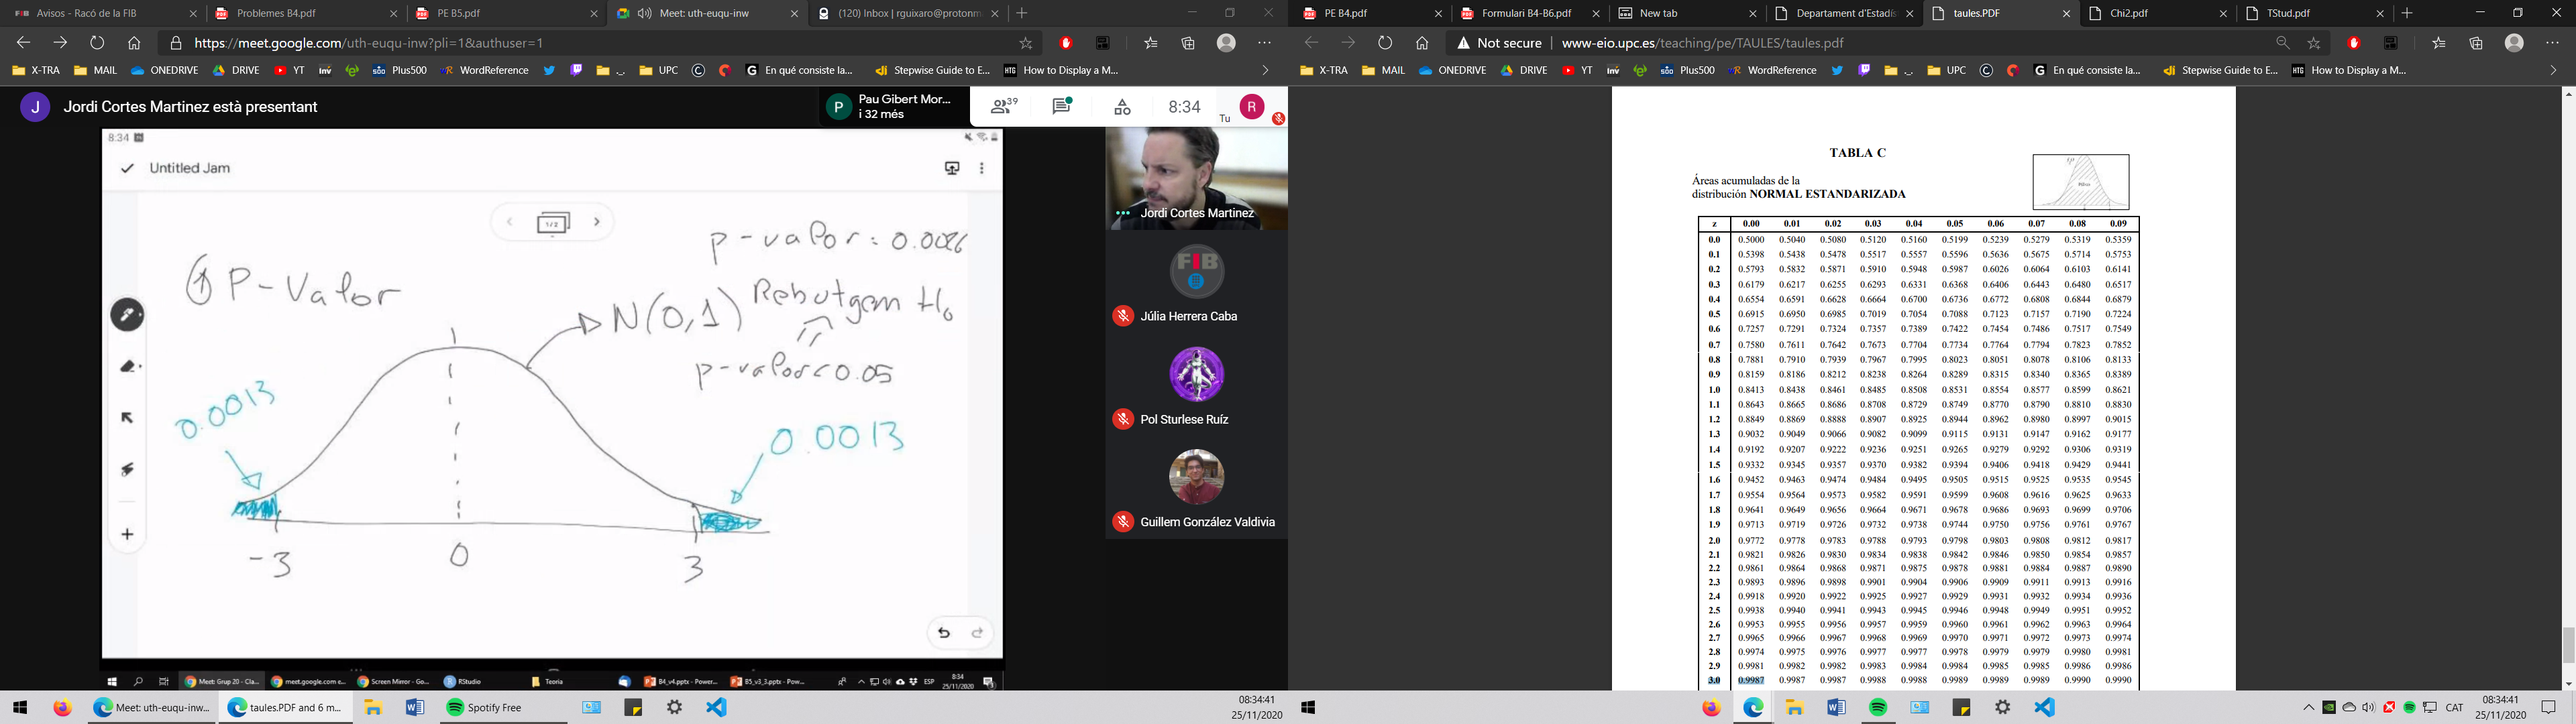 Avisos - Racó de la FIB
Problemes B4.pdf
PE B5.pdf
Meet: uth-euqu-inw
(120) Inbox | rguixaro@protonm
https://meet.google.com/uth-euqu-inw?pli=1&authuser=1
X-TRA MAIL ONEDRIVE DRIVE YT Plus500 WordReference UPC En qué consiste la... Stepwise Guide to E... How to Display a M...
J Jordi Cortes Martinez està presentant
P Pau Gibert Mor...
i 32 més
39
8:34
Tu
R
8:34
Untitled Jam
1/2
p-valor = 0.0026
① P-Valor
N(0,1)
Rebutgem H0
p-valor<0.05
0.0013
0.0013
-3 0 3
Jordi Cortes Martinez
FIB
Júlia Herrera Caba
Pol Sturlese Ruíz
Guillem González Valdivia
Meet: Grup 20 - Cla...
meet.google.com e...
Screen Mirror - Go...
RStudio
Teoria
B4_v4.pptx - Power...
B5_v3_3.pptx - Pow...
ESP
8:34
25/11/2020
Meet: uth-euqu-inw...
taules.PDF and 6 m...
Spotify Free
08:34:41
25/11/2020
PE B4.pdf
Formulari B4-B6.pdf
New tab
Departament d'Estadís
taules.PDF
Chi2.pdf
TStud.pdf
Not secure | www-eio.upc.es/teaching/pe/TAULES/taules.pdf
X-TRA MAIL ONEDRIVE DRIVE YT Plus500 WordReference UPC En qué consiste la... Stepwise Guide to E... How to Display a M...
TABLA C
Áreas acumuladas de la
distribución NORMAL ESTANDARIZADA
z 0.00 0.01 0.02 0.03 0.04 0.05 0.06 0.07 0.08 0.09
0.0 0.5000 0.5040 0.5080 0.5120 0.5160 0.5199 0.5239 0.5279 0.5319 0.5359
0.1 0.5398 0.5438 0.5478 0.5517 0.5557 0.5596 0.5636 0.5675 0.5714 0.5753
0.2 0.5793 0.5832 0.5871 0.5910 0.5948 0.5987 0.6026 0.6064 0.6103 0.6141
0.3 0.6179 0.6217 0.6255 0.6293 0.6331 0.6368 0.6406 0.6443 0.6480 0.6517
0.4 0.6554 0.6591 0.6628 0.6664 0.6700 0.6736 0.6772 0.6808 0.6844 0.6879
0.5 0.6915 0.6950 0.6985 0.7019 0.7054 0.7088 0.7123 0.7157 0.7190 0.7224
0.6 0.7257 0.7291 0.7324 0.7357 0.7389 0.7422 0.7454 0.7486 0.7517 0.7549
0.7 0.7580 0.7611 0.7642 0.7673 0.7704 0.7734 0.7764 0.7794 0.7823 0.7852
0.8 0.7881 0.7910 0.7939 0.7967 0.7995 0.8023 0.8051 0.8078 0.8106 0.8133
0.9 0.8159 0.8186 0.8212 0.8238 0.8264 0.8289 0.8315 0.8340 0.8365 0.8389
1.0 0.8413 0.8438 0.8461 0.8485 0.8508 0.8531 0.8554 0.8577 0.8599 0.8621
1.1 0.8643 0.8665 0.8686 0.8708 0.8729 0.8749 0.8770 0.8790 0.8810 0.8830
1.2 0.8849 0.8869 0.8888 0.8907 0.8925 0.8944 0.8962 0.8980 0.8997 0.9015
1.3 0.9032 0.9049 0.9066 0.9082 0.9099 0.9115 0.9131 0.9147 0.9162 0.9177
1.4 0.9192 0.9207 0.9222 0.9236 0.9251 0.9265 0.9279 0.9292 0.9306 0.9319
1.5 0.9332 0.9345 0.9357 0.9370 0.9382 0.9394 0.9406 0.9418 0.9429 0.9441
1.6 0.9452 0.9463 0.9474 0.9484 0.9495 0.9505 0.9515 0.9525 0.9535 0.9545
1.7 0.9554 0.9564 0.9573 0.9582 0.9591 0.9599 0.9608 0.9616 0.9625 0.9633
1.8 0.9641 0.9649 0.9656 0.9664 0.9671 0.9678 0.9686 0.9693 0.9699 0.9706
1.9 0.9713 0.9719 0.9726 0.9732 0.9738 0.9744 0.9750 0.9756 0.9761 0.9767
2.0 0.9772 0.9778 0.9783 0.9788 0.9793 0.9798 0.9803 0.9808 0.9812 0.9817
2.1 0.9821 0.9826 0.9830 0.9834 0.9838 0.9842 0.9846 0.9850 0.9854 0.9857
2.2 0.9861 0.9864 0.9868 0.9871 0.9875 0.9878 0.9881 0.9884 0.9887 0.9890
2.3 0.9893 0.9896 0.9898 0.9901 0.9904 0.9906 0.9909 0.9911 0.9913 0.9916
2.4 0.9918 0.9920 0.9922 0.9925 0.9927 0.9929 0.9931 0.9932 0.9934 0.9936
2.5 0.9938 0.9940 0.9941 0.9943 0.9945 0.9946 0.9948 0.9949 0.9951 0.9952
2.6 0.9953 0.9955 0.9956 0.9957 0.9959 0.9960 0.9961 0.9962 0.9963 0.9964
2.7 0.9965 0.9966 0.9967 0.9968 0.9969 0.9970 0.9971 0.9972 0.9973 0.9974
2.8 0.9974 0.9975 0.9976 0.9977 0.9977 0.9978 0.9979 0.9979 0.9980 0.9981
2.9 0.9981 0.9982 0.9982 0.9983 0.9984 0.9984 0.9985 0.9985 0.9986 0.9986
3.0 0.9987 0.9987 0.9987 0.9988 0.9988 0.9989 0.9989 0.9989 0.9990 0.9990
CAT
08:34:41
25/11/2020